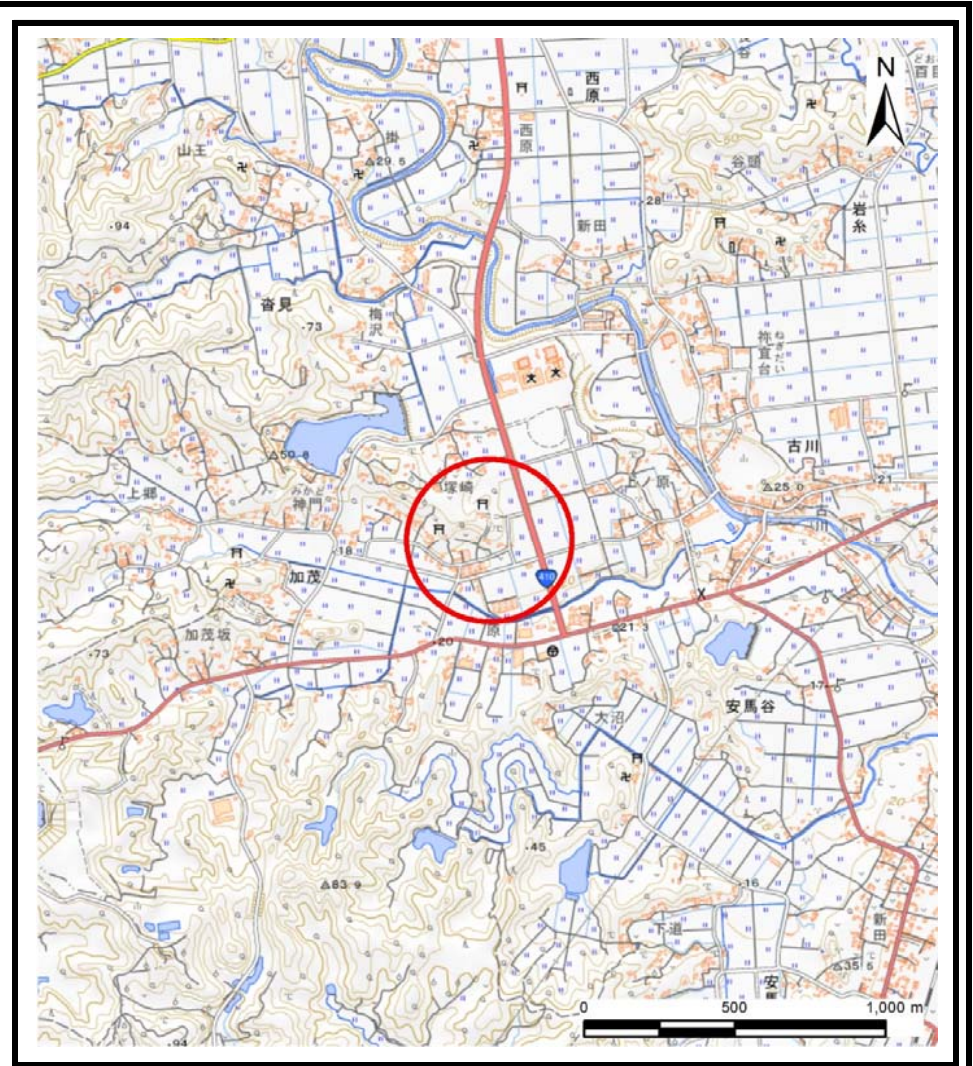 N
西原
西原
掛
山王
29.5
谷頭
岩糸
新田
28
94
沓見
73
梅沢
ねぎだい
祢宜台
古川
古川
50.8
塚崎
上ノ原
25.0
21
上郷
みかど
神門
18
加茂
410
加茂坂
原
20
21.3
73
17
安馬谷
大沼
45
83.9
16
下道
新田
35.5
94
0 500 1,000 m